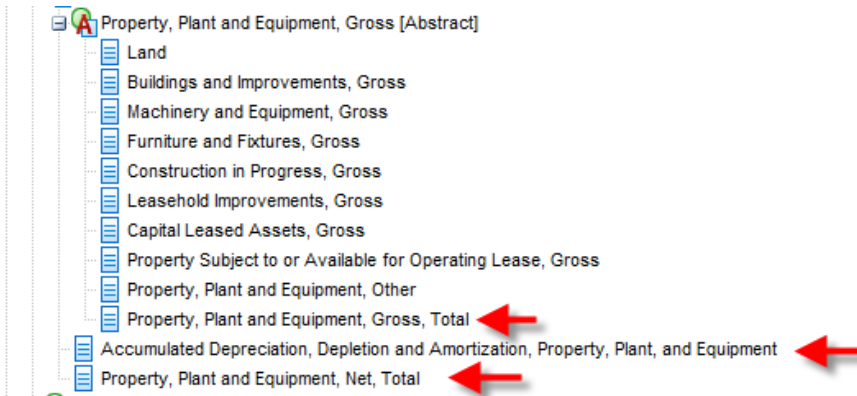 Property, Plant and Equipment, Gross [Abstract]
Land
Buildings and Improvements, Gross
Machinery and Equipment, Gross
Furniture and Fixtures, Gross
Construction in Progress, Gross
Leasehold Improvements, Gross
Capital Leased Assets, Gross
Property Subject to or Available for Operating Lease, Gross
Property, Plant and Equipment, Other
Property, Plant and Equipment, Gross, Total
Accumulated Depreciation, Depletion and Amortization, Property, Plant, and Equipment
Property, Plant and Equipment, Net, Total